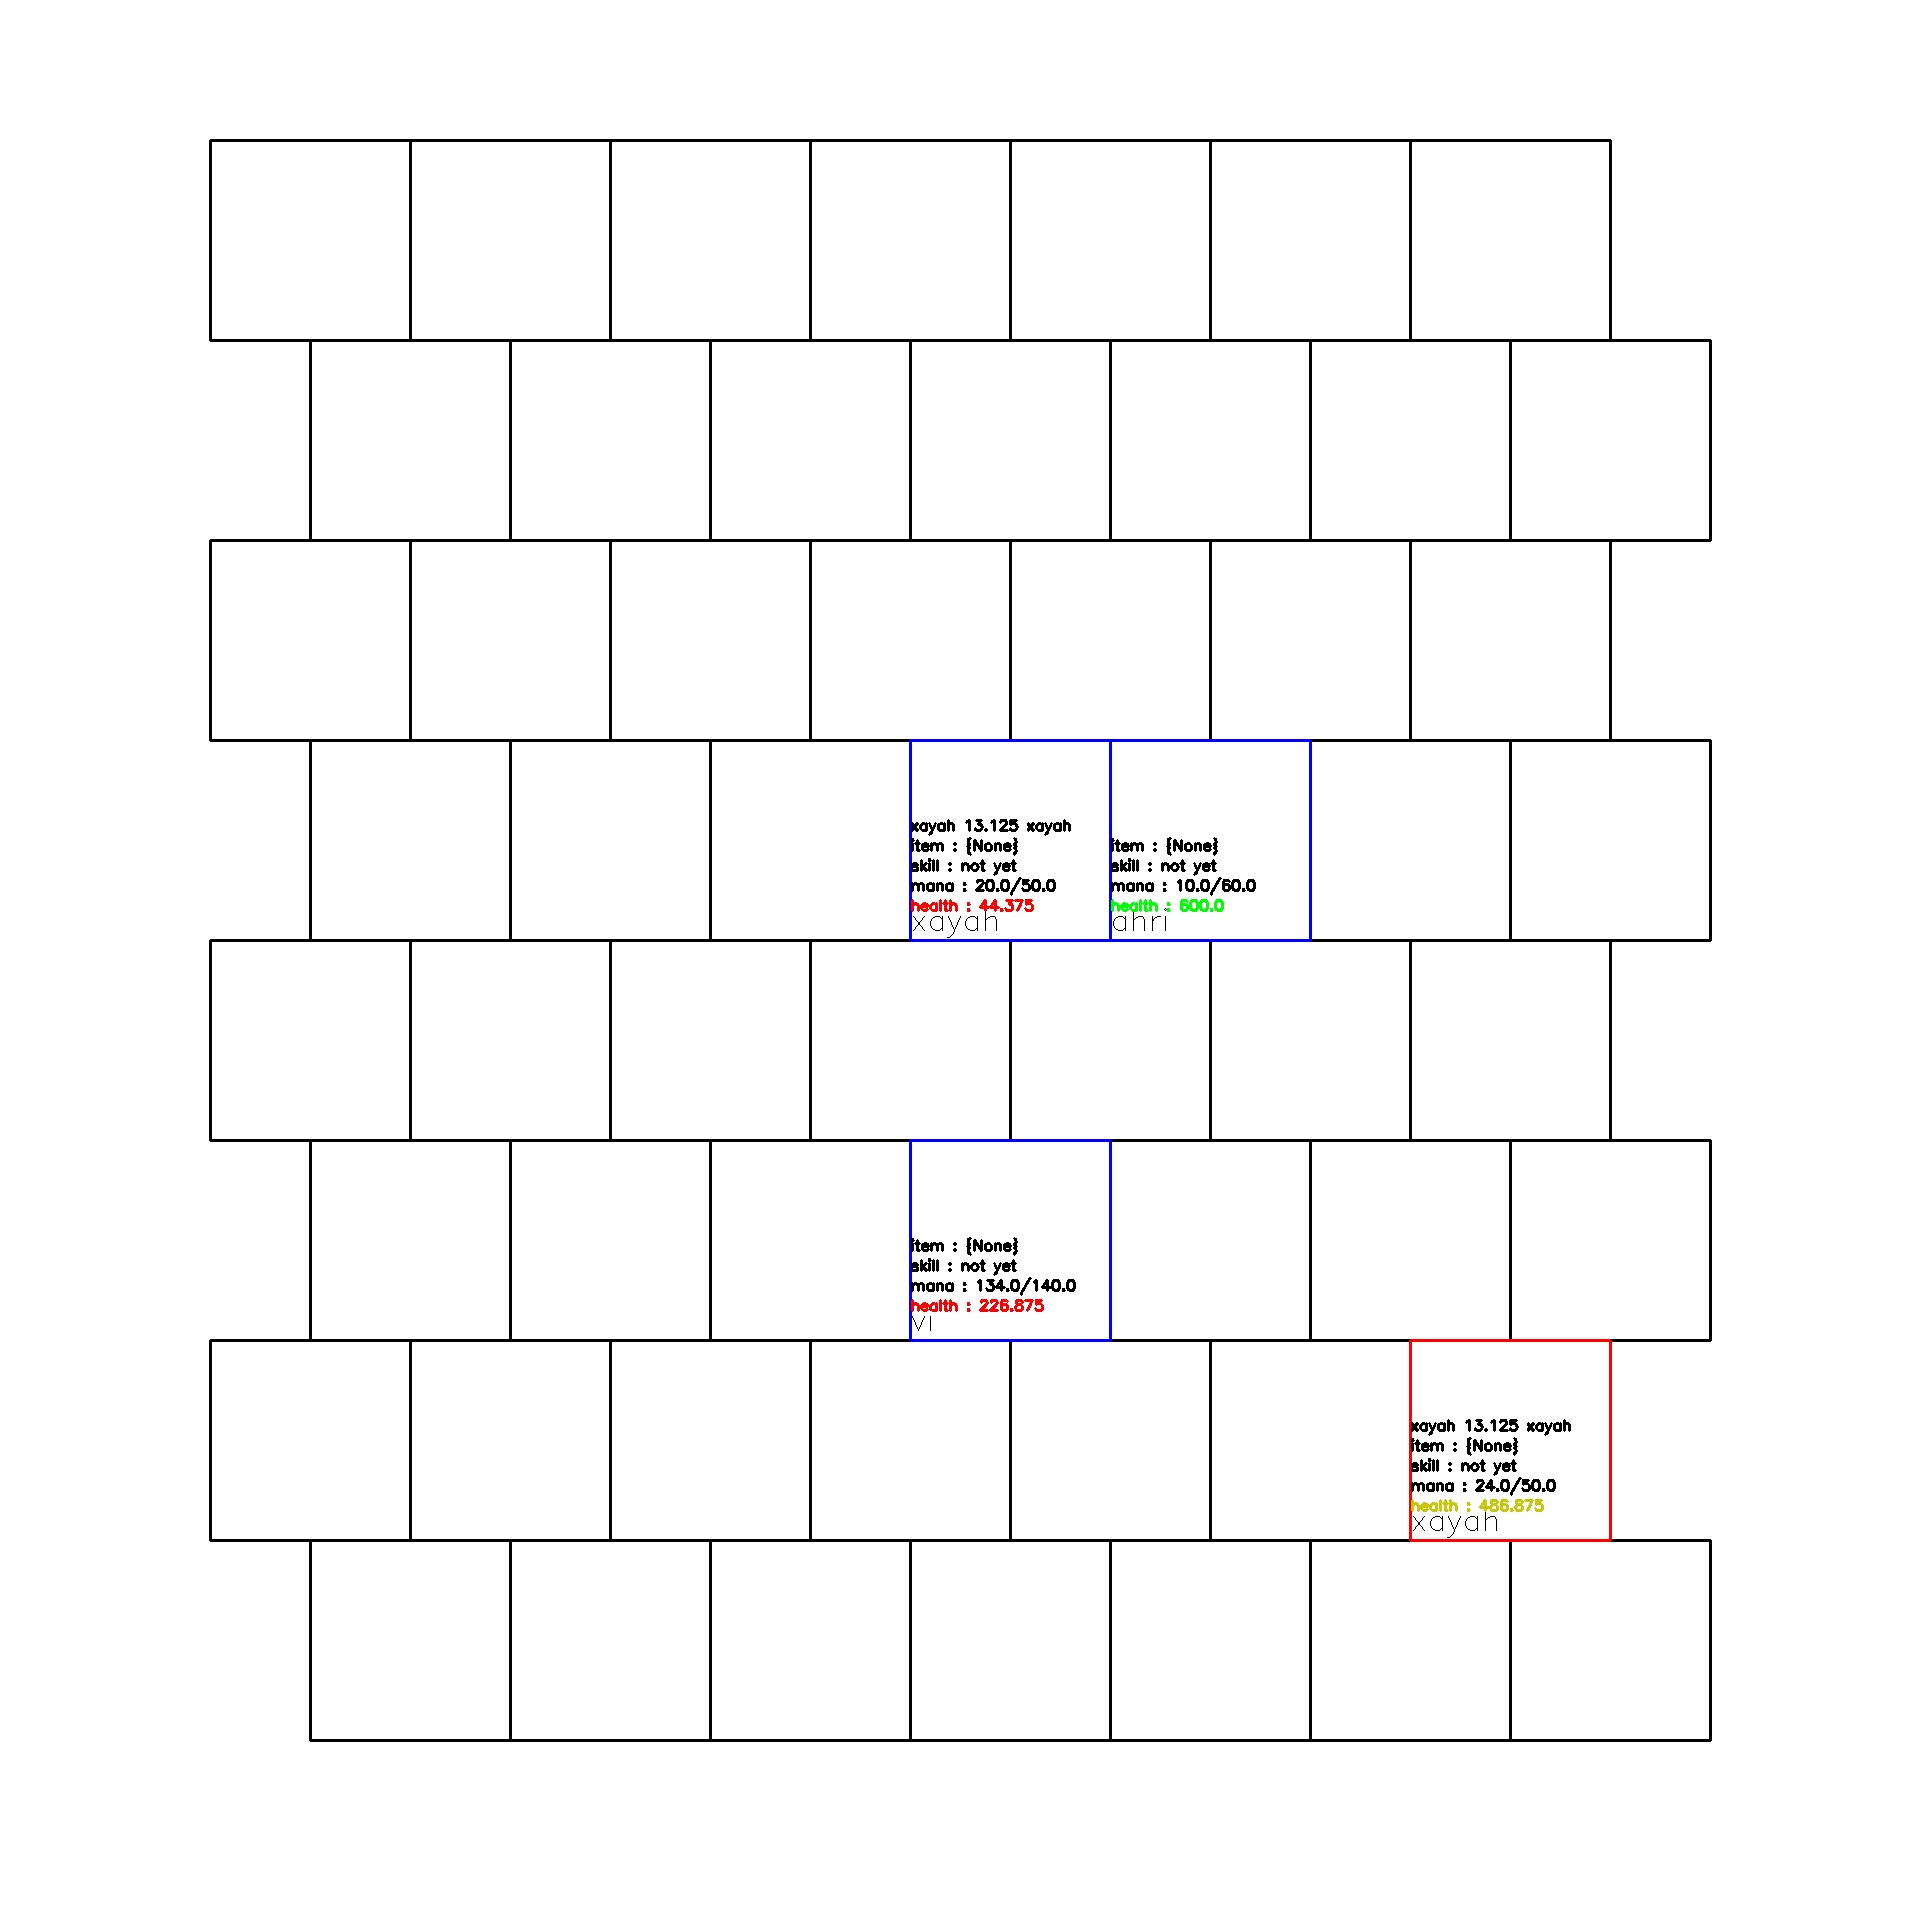 xayah 13.125 xayah
item : {None}
skill : not yet
mana : 20.0/50.0
health : 44.375
xayah
item : {None}
skill : not yet
mana : 10.0/60.0
health : 600.0
ahri
item : {None}
skill : not yet
mana : 134.0/140.0
health : 226.875
vi
xayah 13.125 xayah
item : {None}
skill : not yet
mana : 24.0/50.0
health : 486.875
xayah